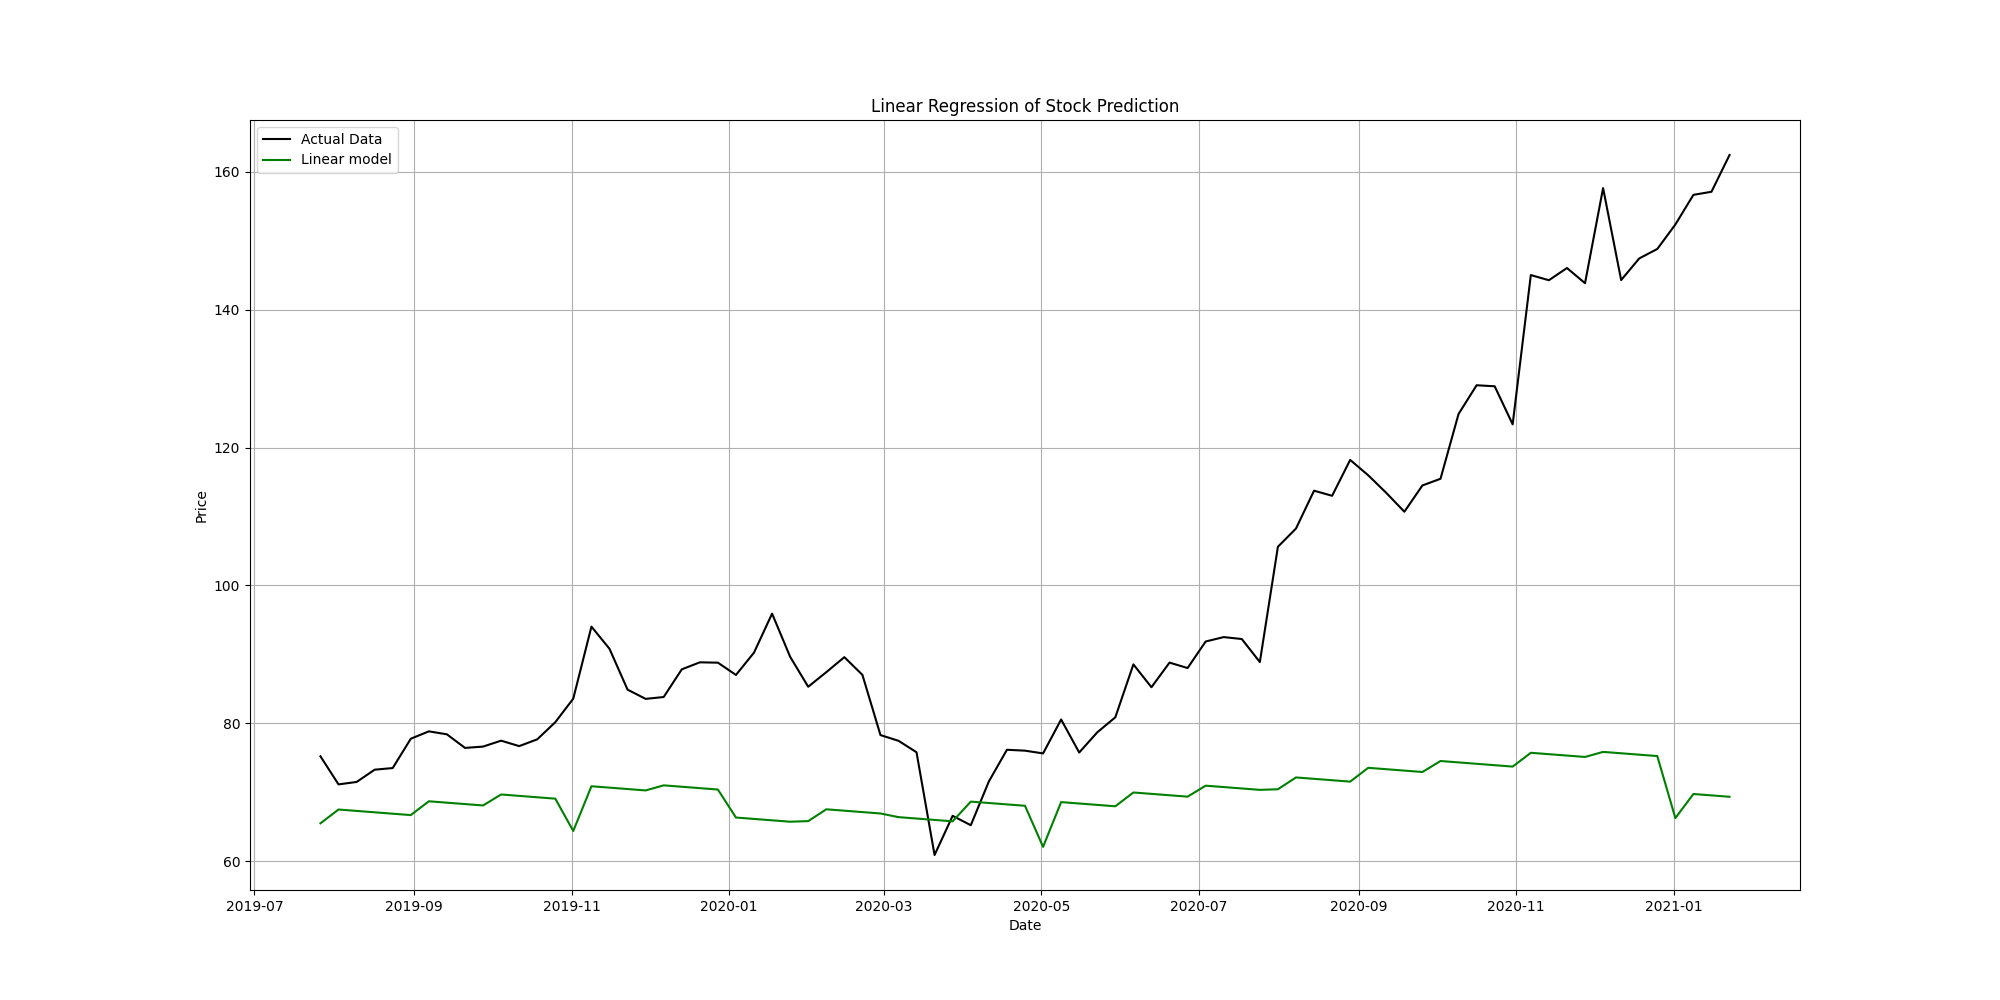 Linear Regression of Stock Prediction
Actual Data
Linear model
160
140
120
100
80
60
Price
2019-07 2019-09 2019-11 2020-01 2020-03 2020-05 2020-07 2020-09 2020-11 2021-01
Date